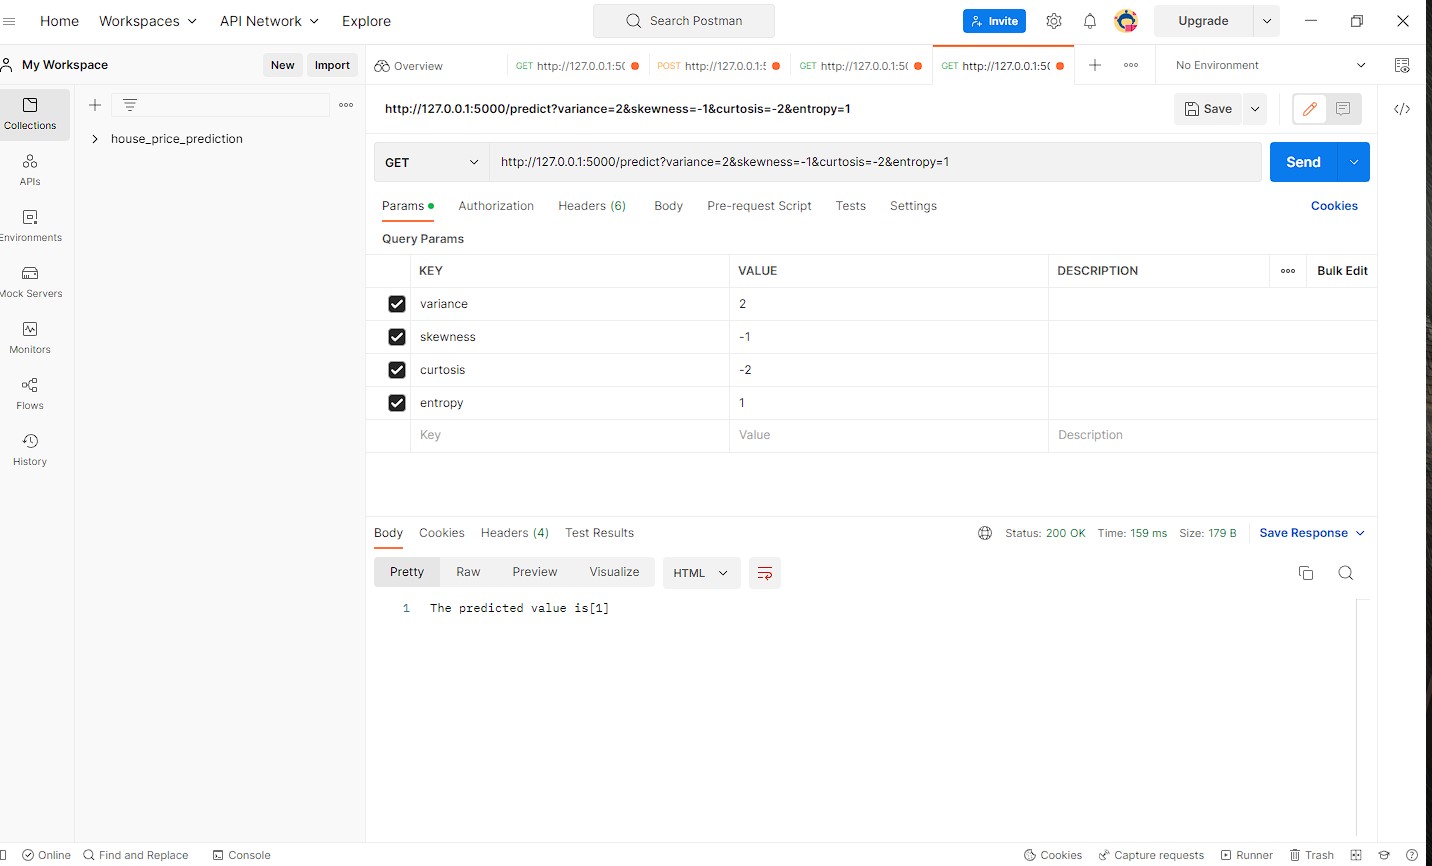 Home Workspaces API Network Explore Search Postman Invite Upgrade
My Workspace New Import Overview GET http://127.0.0.1:50 POST http://127.0.0.1:5 GET http://127.0.0.1:50 GET http://127.0.0.1:50 No Environment
http://127.0.0.1:5000/predict?variance=2&skewness=-1&curtosis=-2&entropy=1 Save
Collections
house_price_prediction
GET http://127.0.0.1:5000/predict?variance=2&skewness=-1&curtosis=-2&entropy=1 Send
APIs
Params Authorization Headers (6) Body Pre-request Script Tests Settings Cookies
Environments
Query Params
KEY VALUE DESCRIPTION Bulk Edit
Mock Servers
variance 2
skewness -1
Monitors
curtosis -2
Flows
entropy 1
Key Value Description
History
Body Cookies Headers (4) Test Results Status: 200 OK Time: 159 ms Size: 179 B Save Response
Pretty Raw Preview Visualize HTML
1 The predicted value is[1]
Online Find and Replace Console Cookies Capture requests Runner Trash